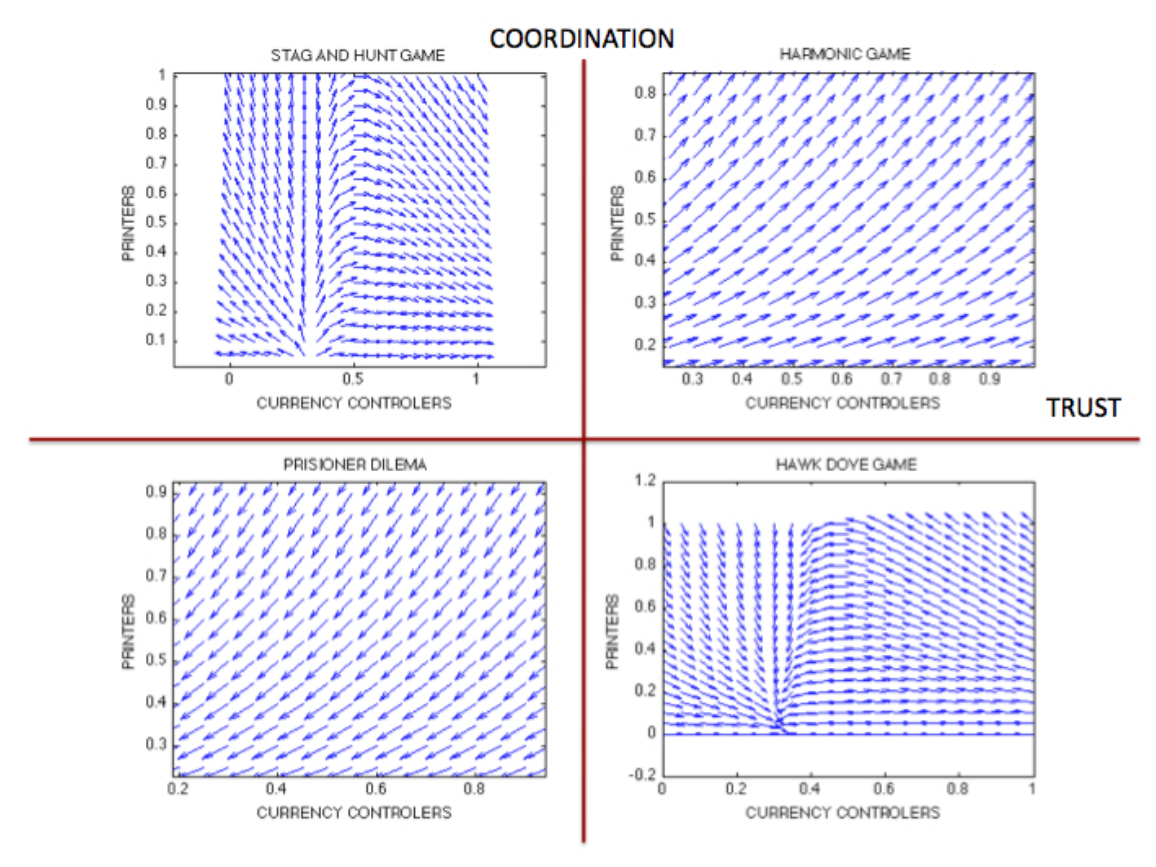 COORDINATION
STAG AND HUNT GAME
1
0.9
0.8
0.7
0.6
0.5
0.4
0.3
0.2
0.1
PRINTERS
0 0.5 1
CURRENCY CONTROLERS
HARMONIC GAME
0.8
0.7
0.6
0.5
0.4
0.3
0.2
PRINTERS
0.3 0.4 0.5 0.6 0.7 0.8 0.9
CURRENCY CONTROLERS
TRUST
PRISIONER DILEMA
0.9
0.8
0.7
0.6
0.5
0.4
0.3
PRINTERS
0.2 0.4 0.6 0.8
CURRENCY CONTROLERS
HAWK DOVE GAME
1.2
1
0.8
0.6
0.4
0.2
0
-0.2
PRINTERS
0 0.2 0.4 0.6 0.8 1
CURRENCY CONTROLERS